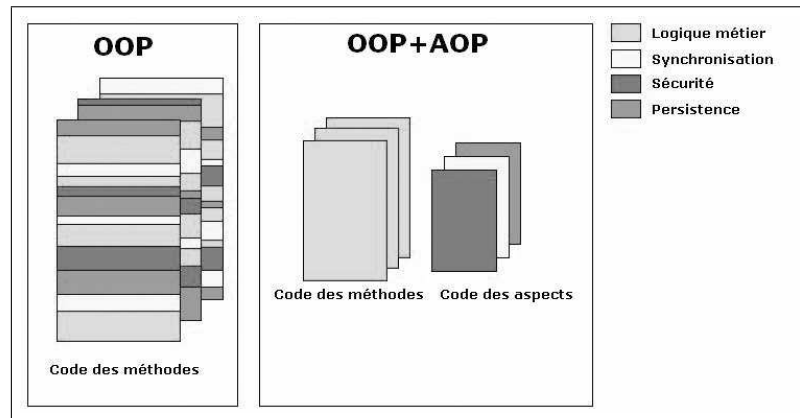 OOP
Code des méthodes
OOP+AOP
Code des méthodes
Code des aspects
Logique métier
Synchronisation
Sécurité
Persistence